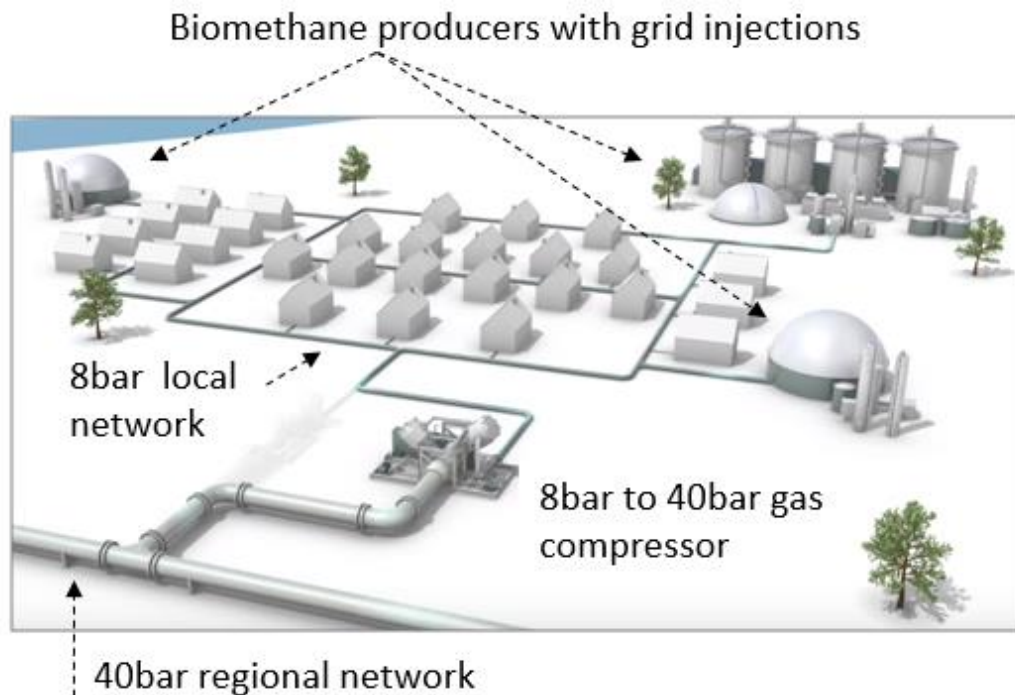 Biomethane producers with grid injections
8bar local
network
8bar to 40bar gas
compressor
40bar regional network